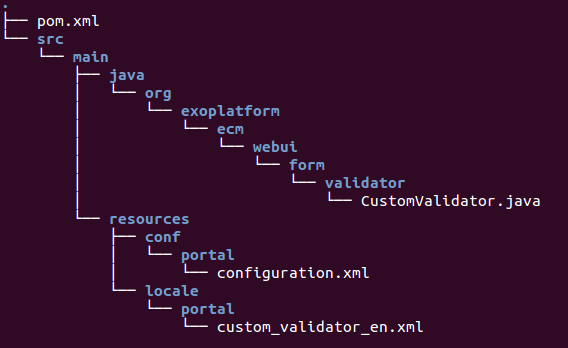 .
├── pom.xml
└── src
    └── main
        ├── java
        │   └── org
        │       └── exoplatform
        │           └── ecm
        │               └── webui
        │                   └── form
        │                       └── validator
        │                           └── CustomValidator.java
        └── resources
            ├── conf
            │   └── portal
            │       └── configuration.xml
            └── locale
                └── portal
                    └── custom_validator_en.xml